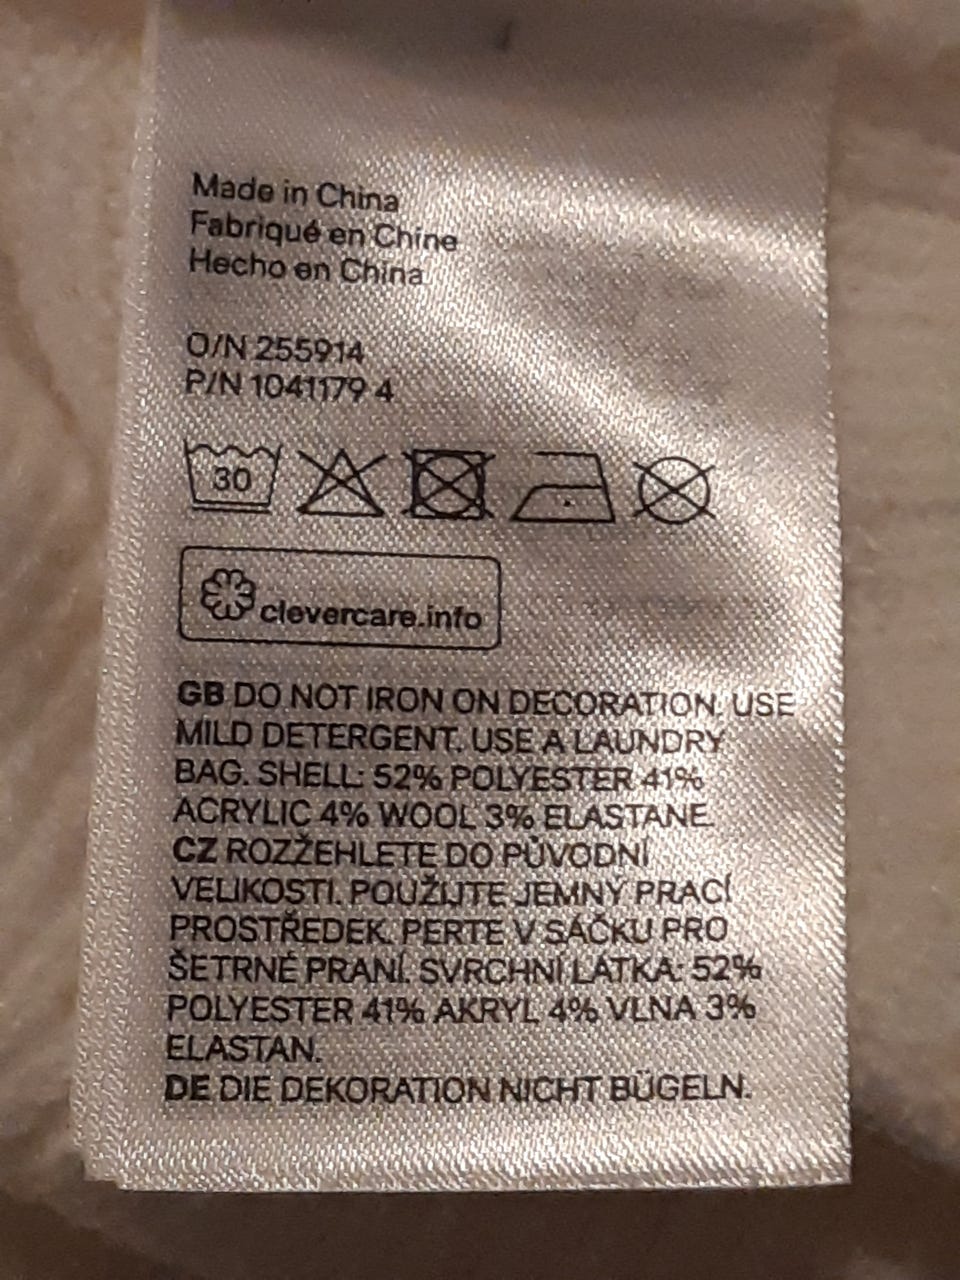 Made in China
Fabriqué en Chine
Hecho en China
O/N 255914
P/N 1041179 4
30
clevercare.info
GB DO NOT IRON ON DECORATION. USE
MILD DETERGENT. USE A LAUNDRY
BAG. SHELL: 52% POLYESTER 41%
ACRYLIC 4% WOOL 3% ELASTANE.
CZ ROZŽEHLETE DO PŮVODNÍ
VELIKOSTI. POUŽIJTE JEMNÝ PRACÍ
PROSTŘEDEK. PERTE V SÁČKU PRO
ŠETRNÉ PRANÍ. SVRCHNÍ LÁTKA: 52%
POLYESTER 41% AKRYL 4% VLNA 3%
ELASTAN.
DE DIE DEKORATION NICHT BÜGELN.